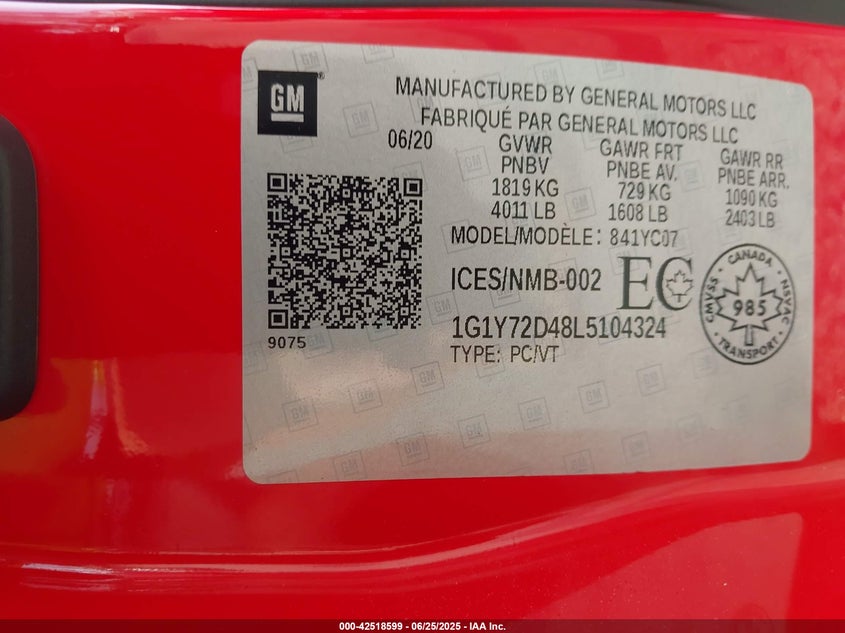 GM
MANUFACTURED BY GENERAL MOTORS LLC
FABRIQUÉ PAR GENERAL MOTORS LLC
06/20
GVWR GAWR FRT GAWR RR
PNBV PNBE AV. PNBE ARR.
1819 KG 729 KG 1090 KG
4011 LB 1608 LB 2403 LB
MODEL/MODÈLE: 841YC07
ICES/NMB-002 EC
CANADA
CMVSS 985 NSVAC
TRANSPORT
1G1Y72D48L5104324
TYPE: PC/VT
9075
000-42518599 - 06/25/2025 - IAA Inc.